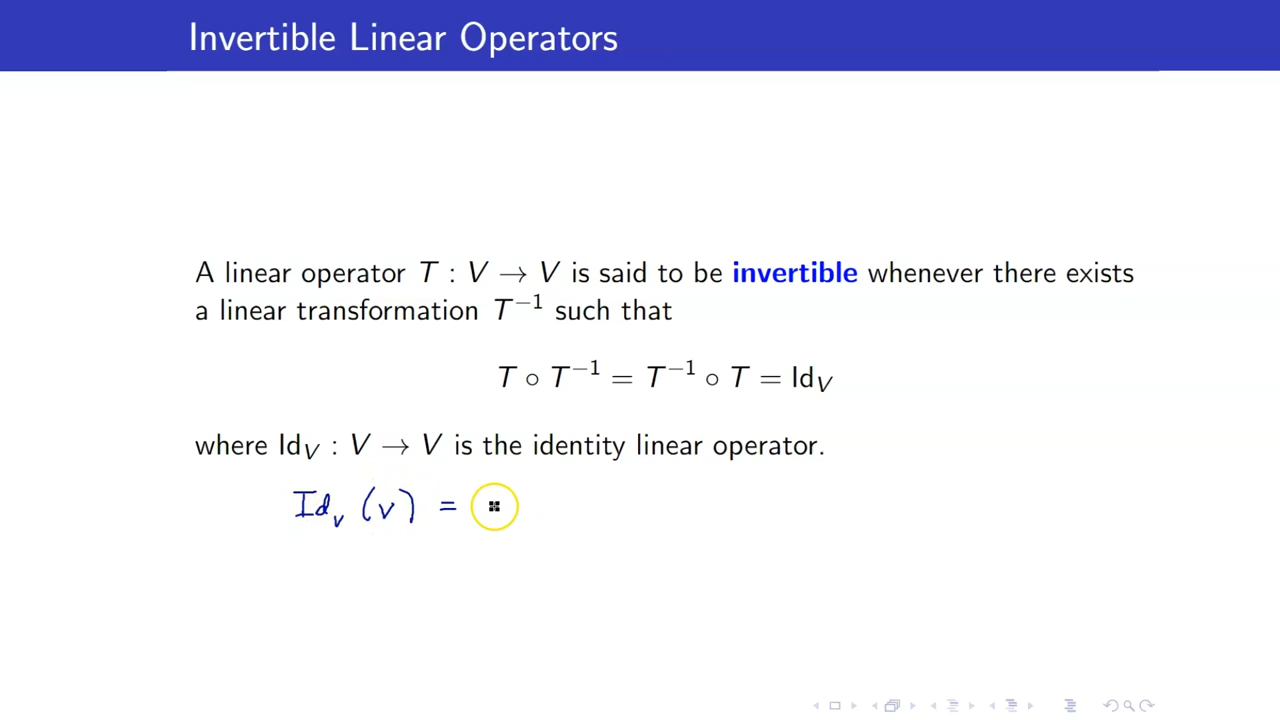 Invertible Linear Operators
A linear operator T : V → V is said to be invertible whenever there exists
a linear transformation T⁻¹ such that
T ∘ T⁻¹ = T⁻¹ ∘ T = Id_V
where Id_V : V → V is the identity linear operator.
Id_v (v) =